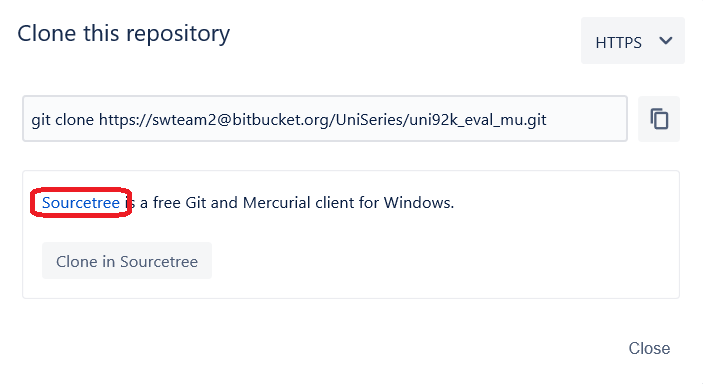 Clone this repository
HTTPS
git clone https://swteam2@bitbucket.org/UniSeries/uni92k_eval_mu.git
Sourcetree is a free Git and Mercurial client for Windows.
Clone in Sourcetree
Close